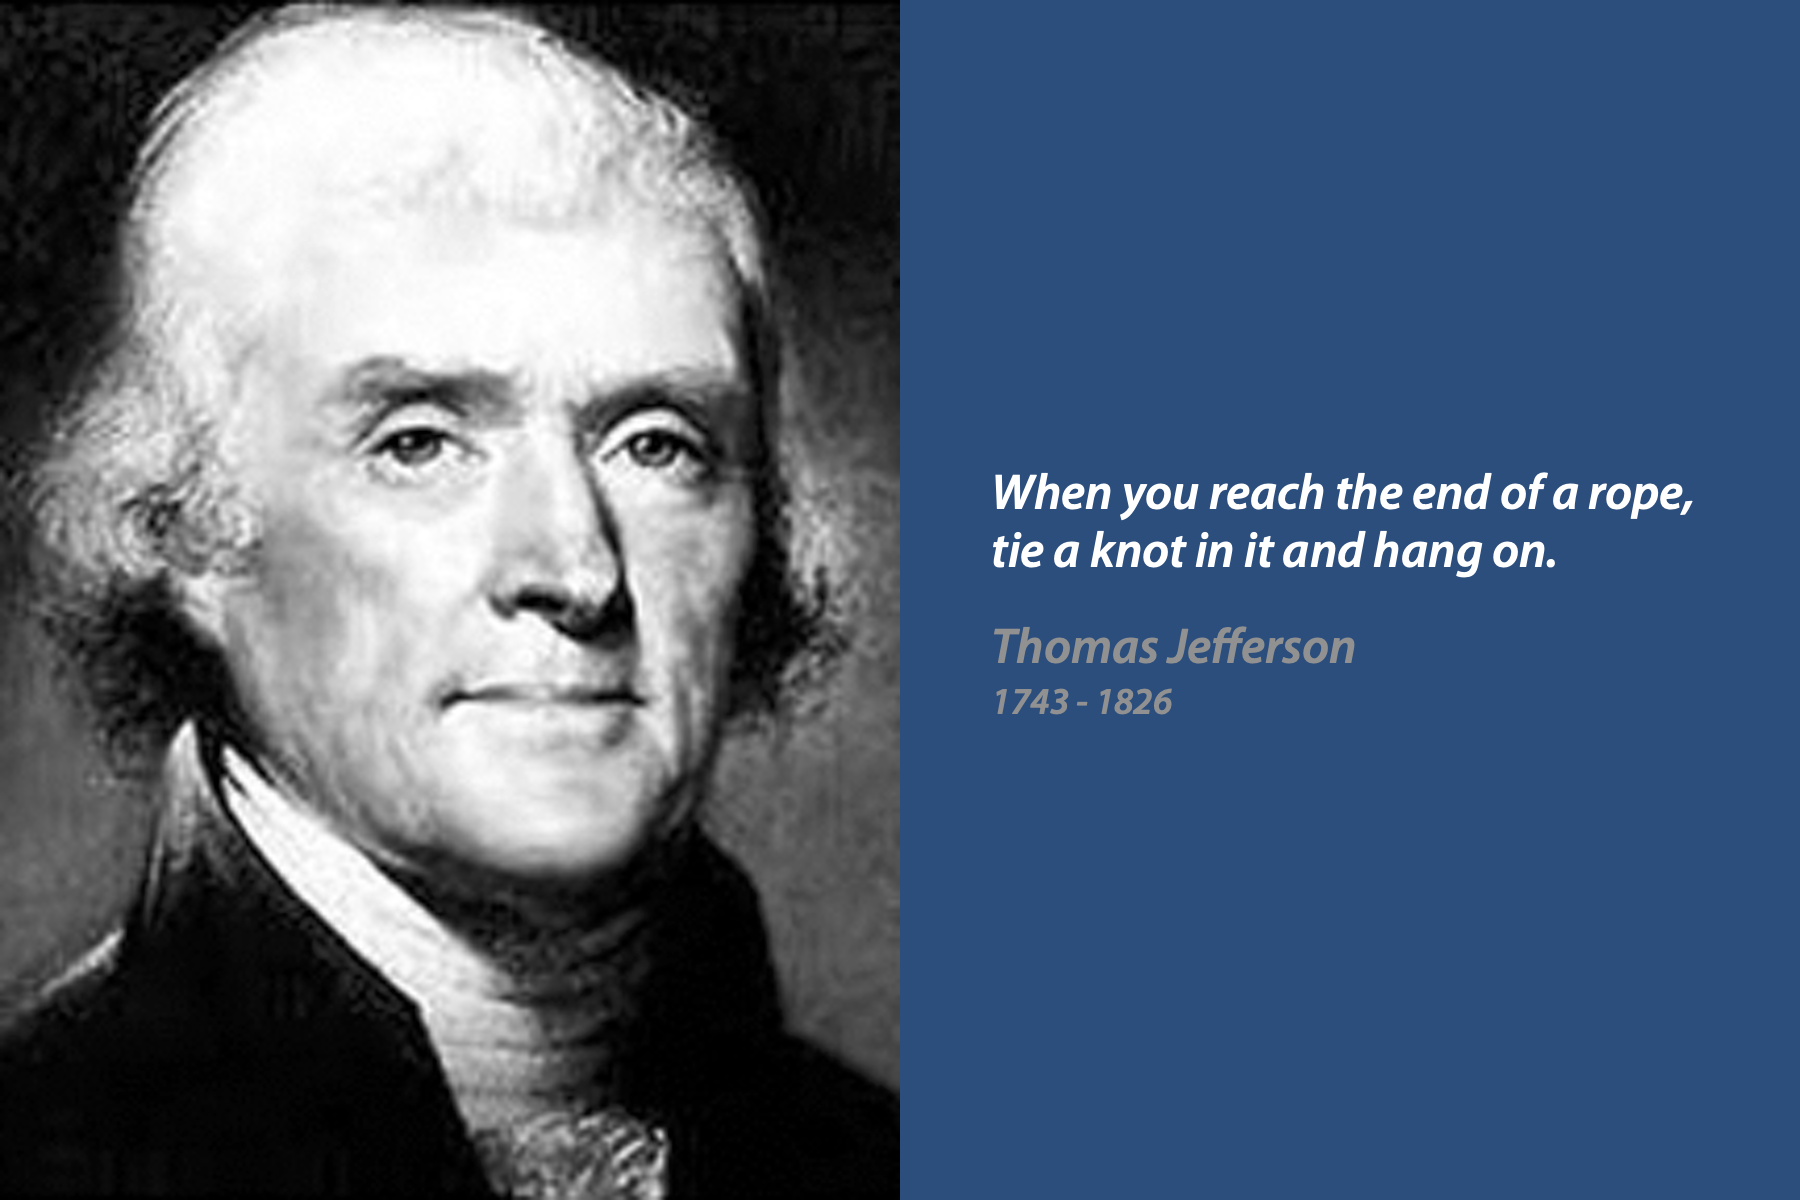 When you reach the end of a rope,
tie a knot in it and hang on.
Thomas Jefferson
1743 - 1826